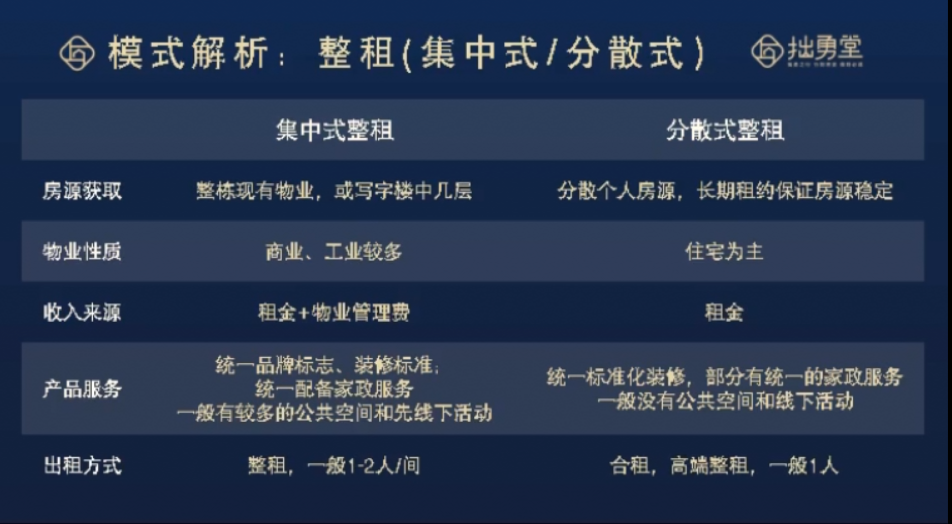 模式解析：整租(集中式/分散式)
拙勇堂
集中式整租 分散式整租
房源获取 整栋现有物业，或写字楼中几层 分散个人房源，长期租约保证房源稳定
物业性质 商业、工业较多 住宅为主
收入来源 租金+物业管理费 租金
产品服务
统一品牌标志、装修标准；
统一配备家政服务
一般有较多的公共空间和先线下活动
统一标准化装修，部分有统一的家政服务
一般没有公共空间和线下活动
出租方式 整租，一般1-2人/间 合租，高端整租，一般1人